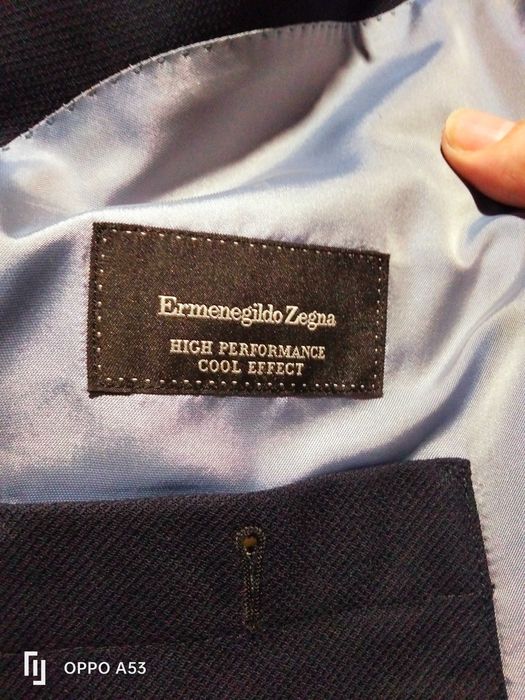 Ermenegildo Zegna
HIGH PERFORMANCE
COOL EFFECT
OPPO A53